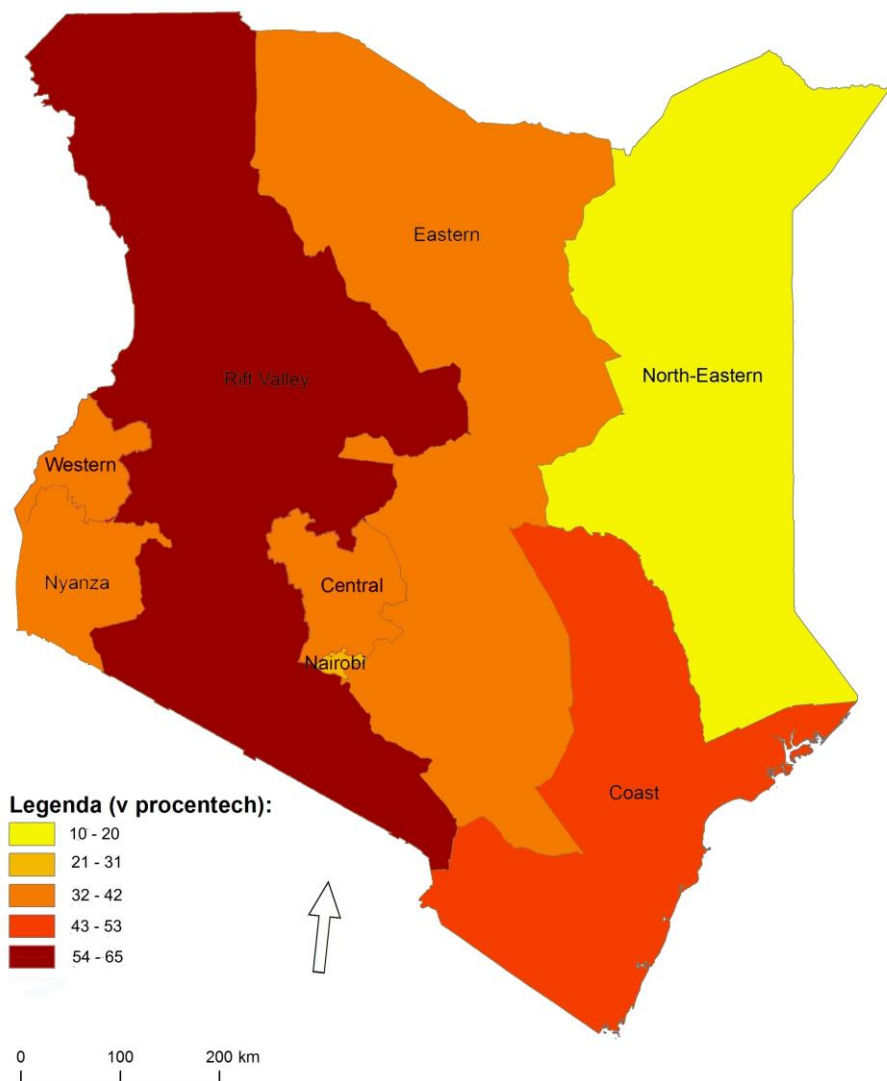 Eastern
Rift Valley
North-Eastern
Western
Nyanza
Central
Nairobi
Coast
Legenda (v procentech):
10 - 20
21 - 31
32 - 42
43 - 53
54 - 65
0 100 200 km